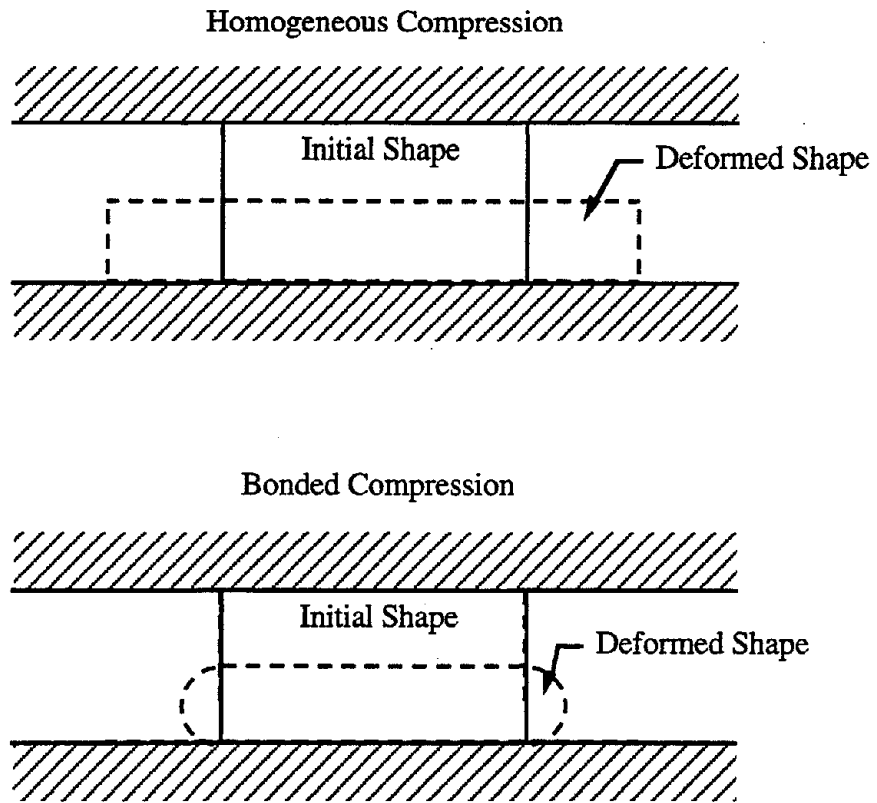 Homogeneous Compression
Initial Shape
Deformed Shape
Bonded Compression
Initial Shape
Deformed Shape